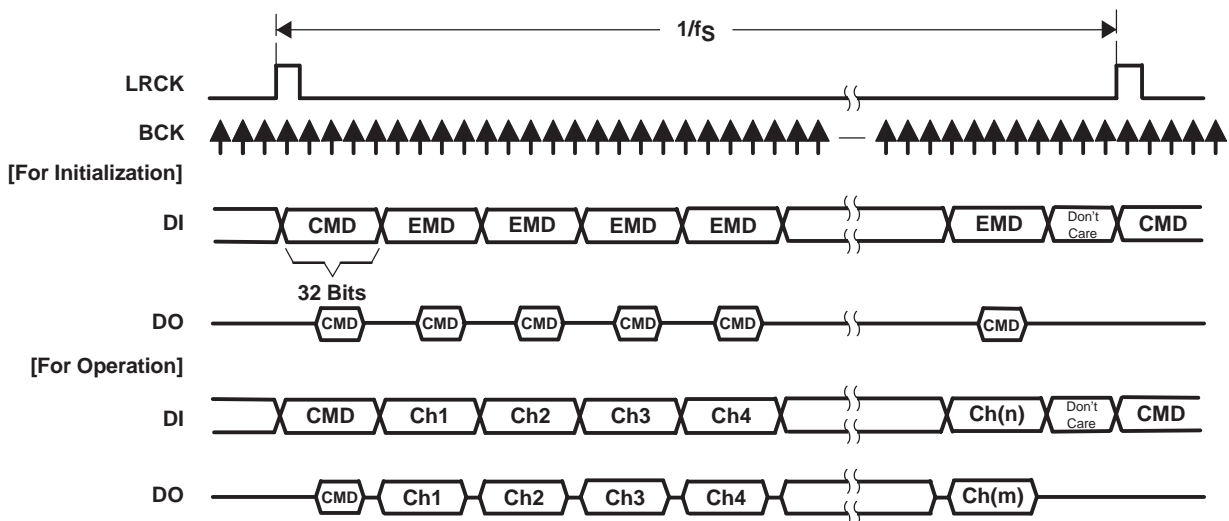 1/fS
LRCK
BCK
[For Initialization]
DI CMD EMD EMD EMD EMD EMD Don't Care CMD
32 Bits
DO CMD CMD CMD CMD CMD CMD
[For Operation]
DI CMD Ch1 Ch2 Ch3 Ch4 Ch(n) Don't Care CMD
DO CMD Ch1 Ch2 Ch3 Ch4 Ch(m)